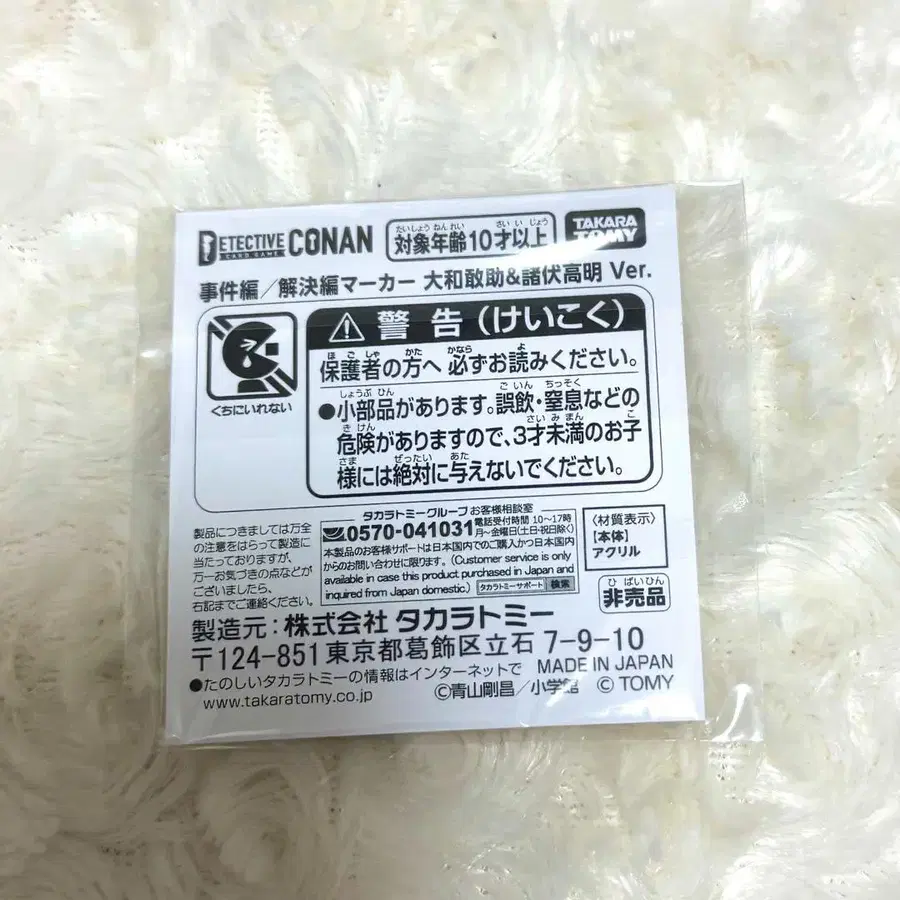 DETECTIVE CONAN
CARD GAME
たいしょうねんれい さいいじょう
対象年齢10才以上
TAKARA TOMY
事件編/解決編マーカー 大和敢助&諸伏高明 Ver.
くちにいれない
警告(けいこく)
ほごしゃ かた かなら よ
保護者の方へ 必ずお読みください。
しょうぶひん ごいん ちっそく
●小部品があります。誤飲・窒息などの
きけん さいみまん
危険がありますので、3才未満のお子
さま ぜったい あた
様には絶対に与えないでください。
製品につきましては万全
の注意をはらって製造に
当たっておりますが、
万一お気づきの点などが
ございましたら、
右記までご連絡ください。
タカラトミーグループ お客様相談室
0570-041031 電話受付時間 10〜17時
月〜金曜日(土・日・祝日除く)
本製品のお客様サポートは日本国内でのご購入かつ日本国内
からのお問い合わせに限ります。(Customer service is only
available in case this product purchased in Japan and
inquired from Japan domestic.) タカラトミーサポート 検索
〈材質表示〉
【本体】
アクリル
ひばいひん
非売品
製造元:株式会社 タカラトミー
〒124-851 東京都葛飾区立石 7-9-10
●たのしいタカラトミーの情報はインターネットで
www.takaratomy.co.jp
MADE IN JAPAN
©青山剛昌/小学館 © TOMY